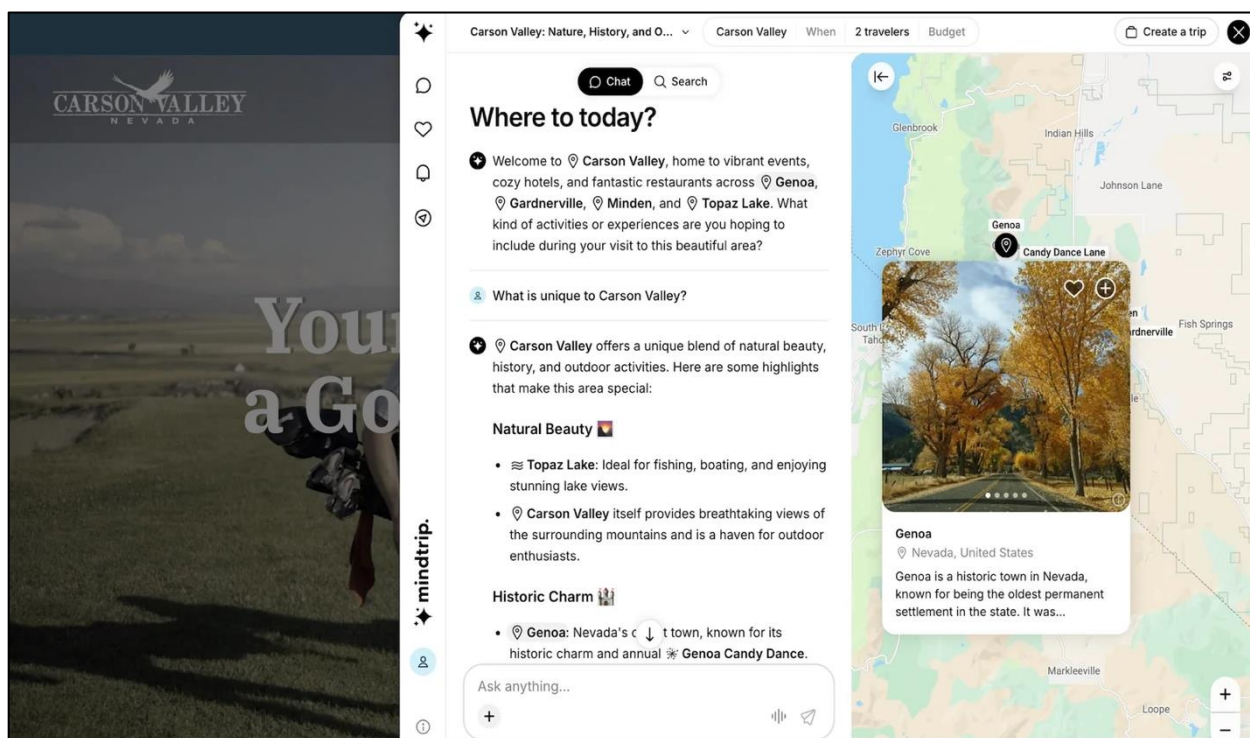 CARSON VALLEY
NEVADA
You
a Go
mindtrip.
Carson Valley: Nature, History, and O...
Carson Valley
When
2 travelers
Budget
Create a trip
Chat
Search
Where to today?
Welcome to Carson Valley, home to vibrant events,
cozy hotels, and fantastic restaurants across Genoa,
Gardnerville, Minden, and Topaz Lake. What
kind of activities or experiences are you hoping to
include during your visit to this beautiful area?
What is unique to Carson Valley?
Carson Valley offers a unique blend of natural beauty,
history, and outdoor activities. Here are some highlights
that make this area special:
Natural Beauty
• Topaz Lake: Ideal for fishing, boating, and enjoying
stunning lake views.
• Carson Valley itself provides breathtaking views of
the surrounding mountains and is a haven for outdoor
enthusiasts.
Historic Charm
• Genoa: Nevada's town, known for its
historic charm and annual Genoa Candy Dance.
Ask anything...
Glenbrook
Indian Hills
Johnson Lane
Genoa
Zephyr Cove
Candy Dance Lane
South
Fish Springs
rdnerville
Genoa
Nevada, United States
Genoa is a historic town in Nevada,
known for being the oldest permanent
settlement in the state. It was...
Markleeville
Loope